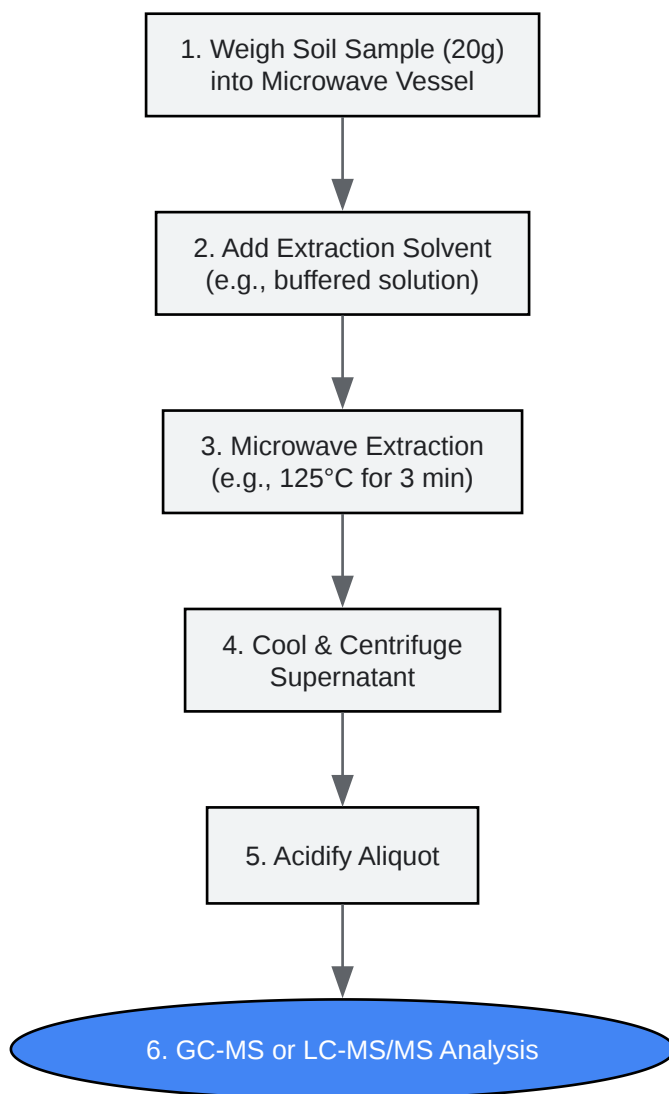 1. Weigh Soil Sample (20g)
into Microwave Vessel
2. Add Extraction Solvent
(e.g., buffered solution)
3. Microwave Extraction
(e.g., 125°C for 3 min)
4. Cool & Centrifuge
Supernatant
5. Acidify Aliquot
6. GC-MS or LC-MS/MS Analysis